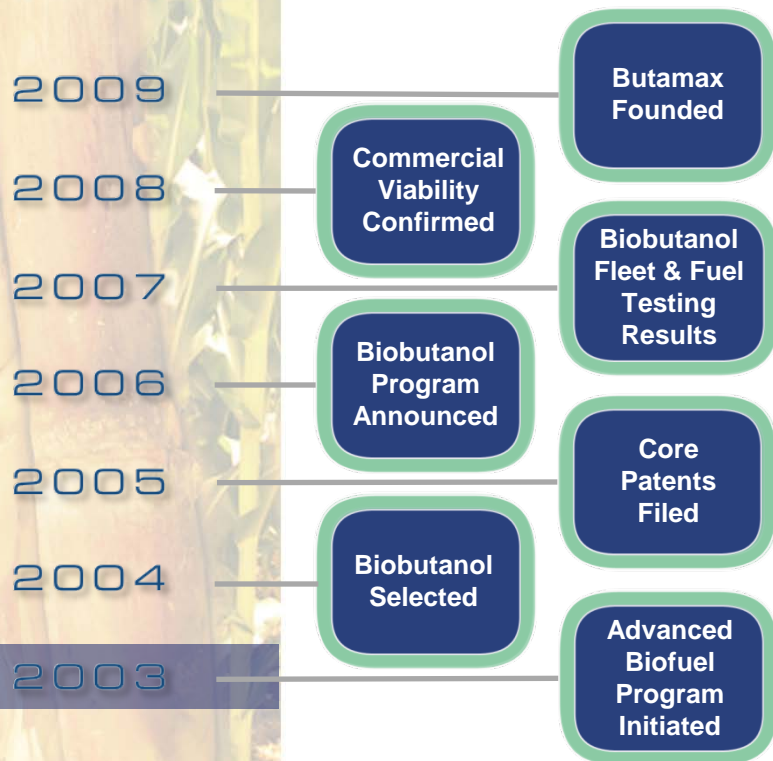 2009
Butamax
Founded
2008
Commercial
Viability
Confirmed
2007
Biobutanol
Fleet & Fuel
Testing
Results
2006
Biobutanol
Program
Announced
2005
Core
Patents
Filed
2004
Biobutanol
Selected
2003
Advanced
Biofuel
Program
Initiated